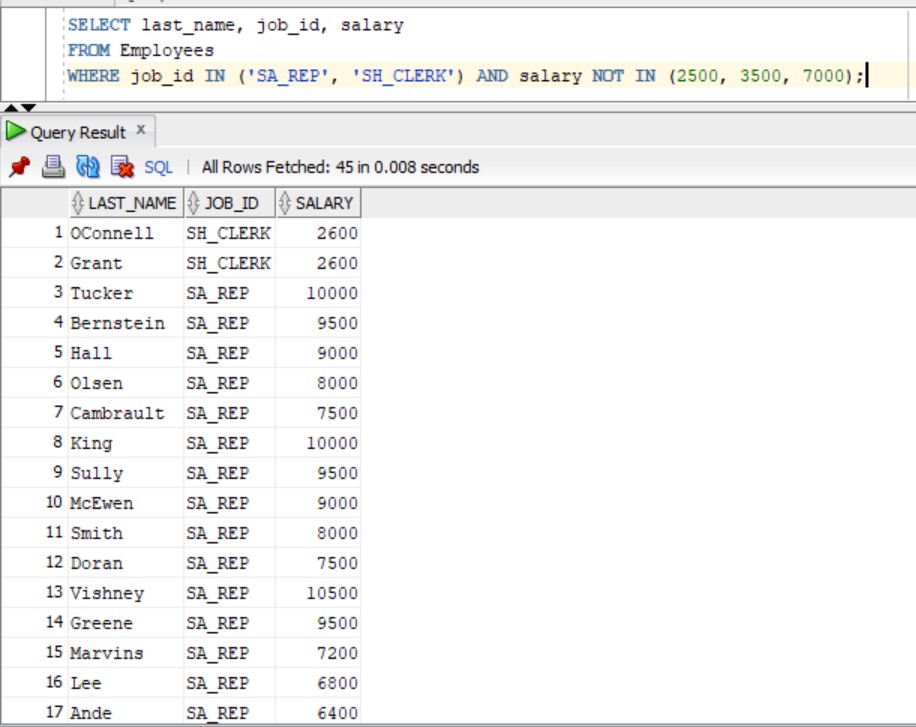 SELECT last_name, job_id, salary
FROM Employees
WHERE job_id IN ('SA_REP', 'SH_CLERK') AND salary NOT IN (2500, 3500, 7000);
Query Result x
SQL | All Rows Fetched: 45 in 0.008 seconds
LAST_NAME JOB_ID SALARY
1 OConnell SH_CLERK 2600
2 Grant SH_CLERK 2600
3 Tucker SA_REP 10000
4 Bernstein SA_REP 9500
5 Hall SA_REP 9000
6 Olsen SA_REP 8000
7 Cambrault SA_REP 7500
8 King SA_REP 10000
9 Sully SA_REP 9500
10 McEwen SA_REP 9000
11 Smith SA_REP 8000
12 Doran SA_REP 7500
13 Vishney SA_REP 10500
14 Greene SA_REP 9500
15 Marvins SA_REP 7200
16 Lee SA_REP 6800
17 Ande SA_REP 6400